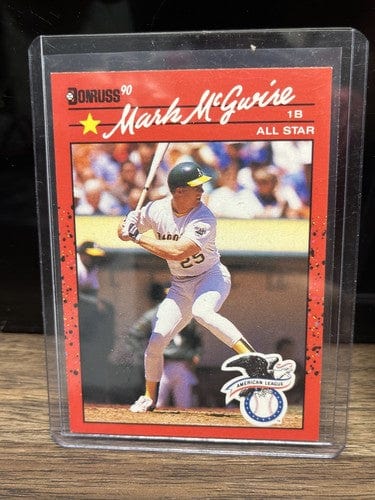 DONRUSS 90
Mark McGwire
1B
ALL STAR
25
AMERICAN LEAGUE